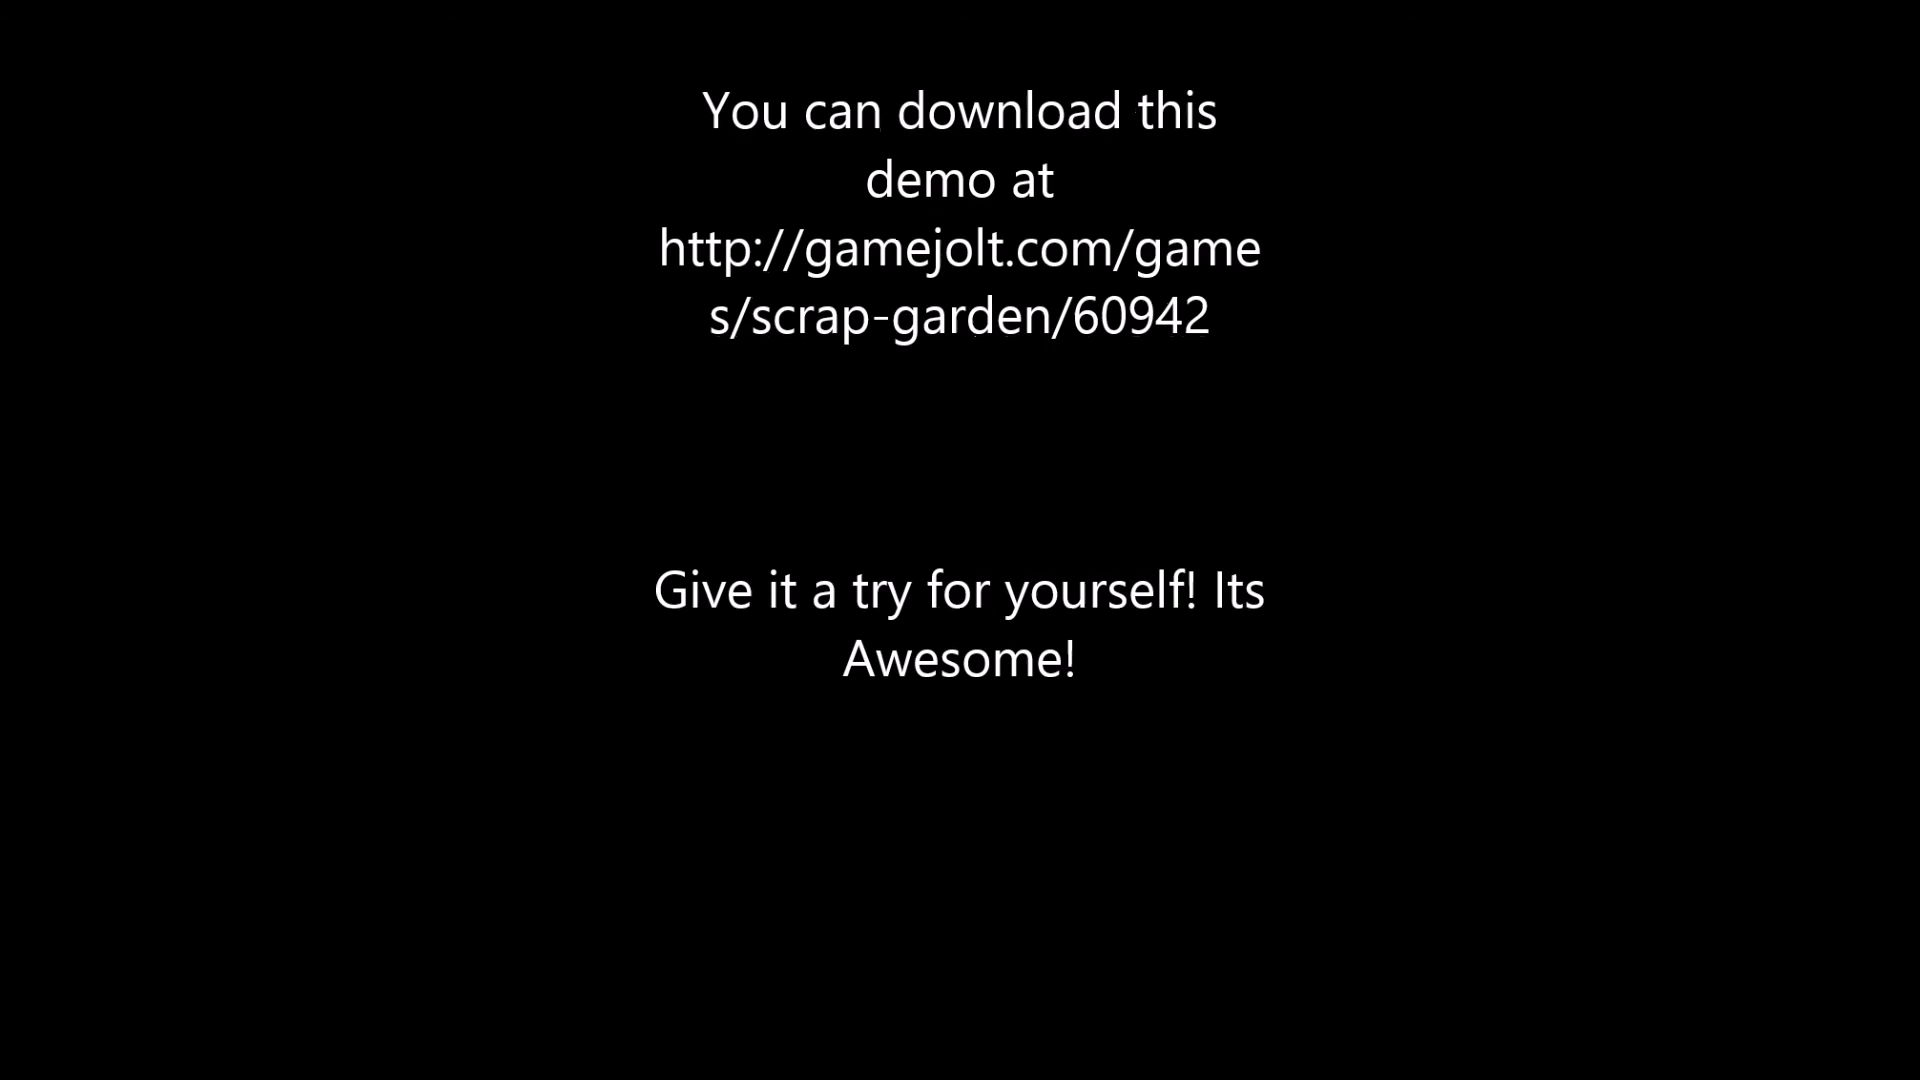 You can download this
demo at
http://gamejolt.com/game
s/scrap-garden/60942
Give it a try for yourself! Its
Awesome!